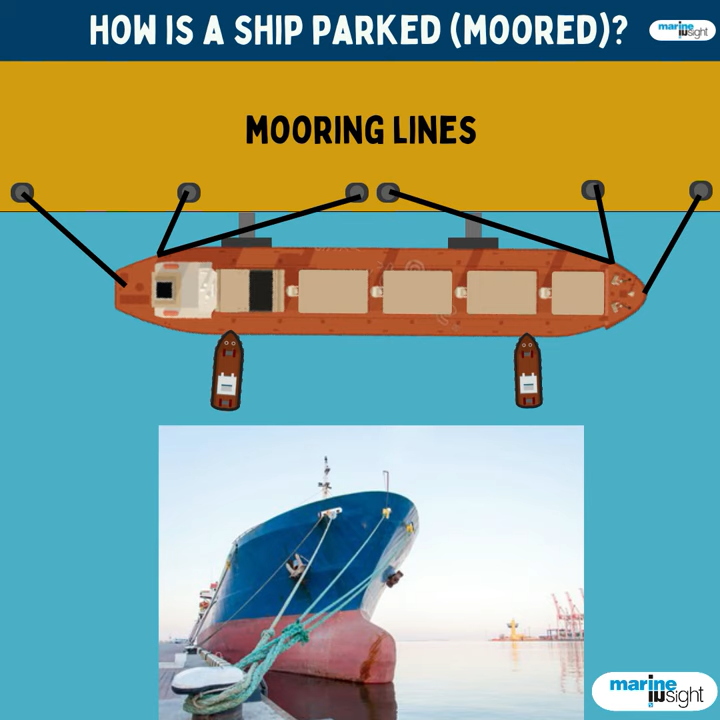 HOW IS A SHIP PARKED (MOORED)?
marine
insight
MOORING LINES
marine
insight